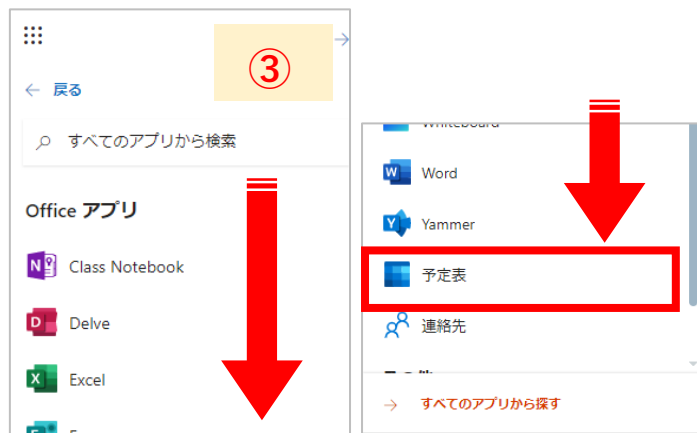 ③
← 戻る
すべてのアプリから検索
Office アプリ
Class Notebook
Delve
Excel
Whiteboard
Word
Yammer
予定表
連絡先
→ すべてのアプリから探す